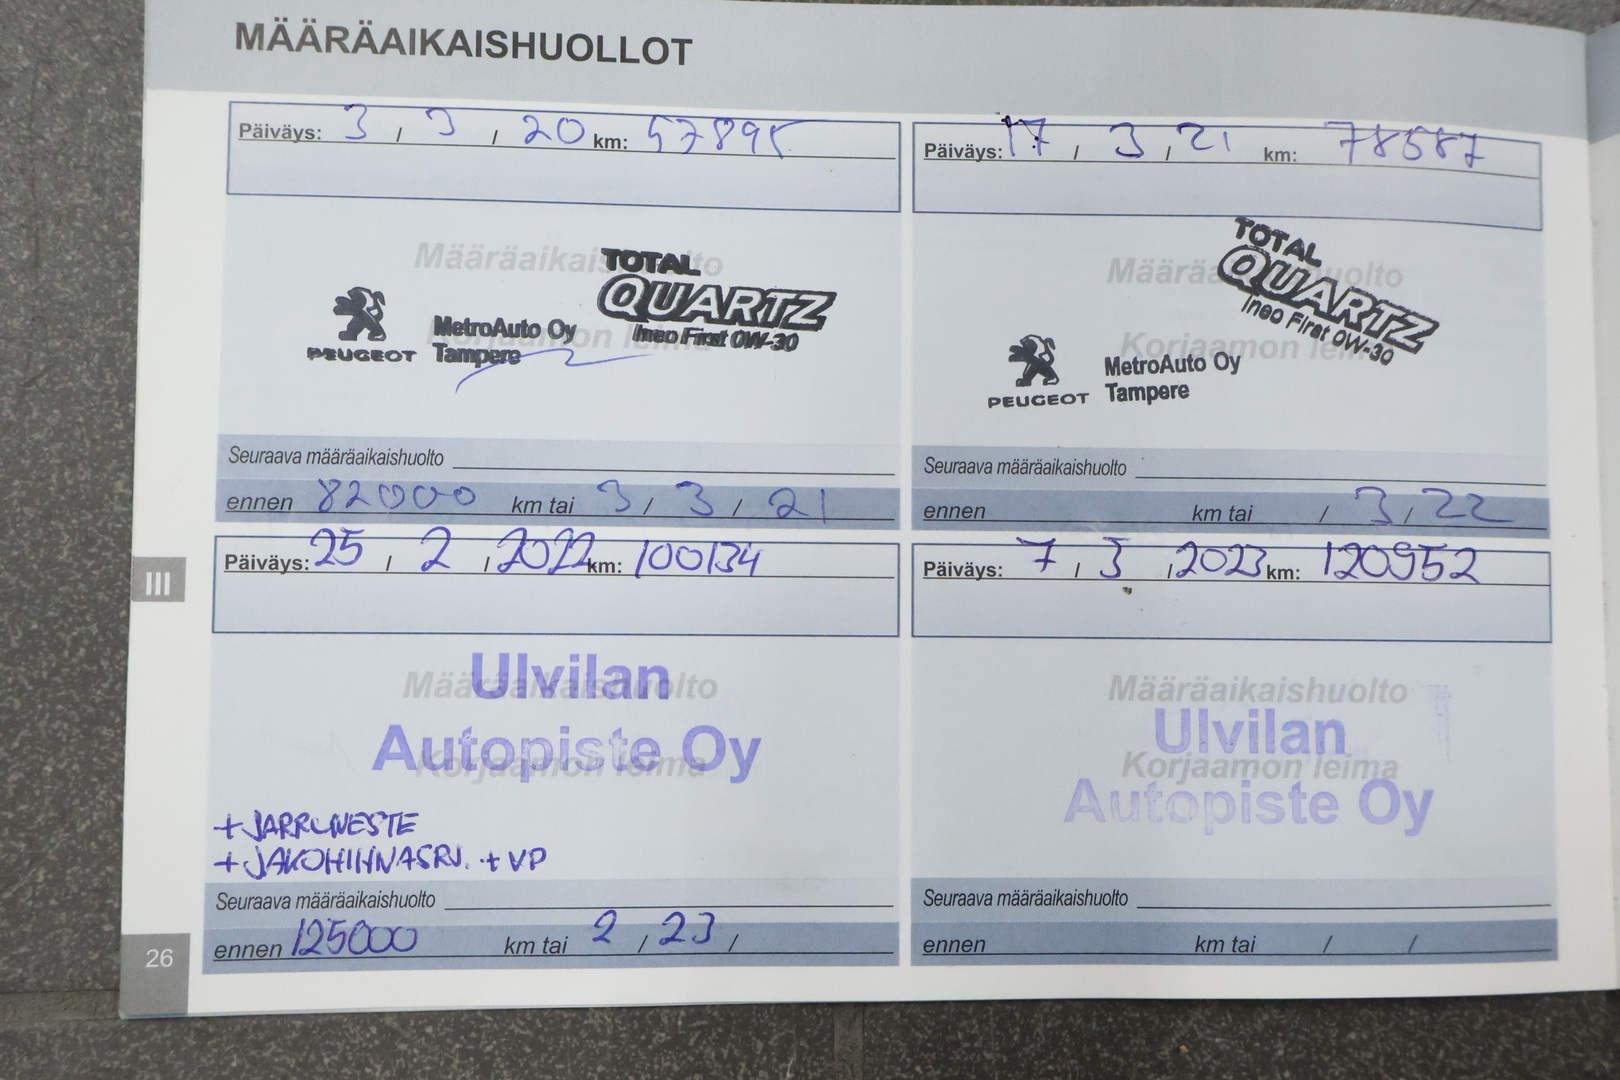 MÄÄRÄAIKAISHUOLLOT
Päiväys: 3 / 3 / 20 km: 57895
Määräaikaishuolto
Korjaamon leima
TOTAL
QUARTZ
Ineo First 0W-30
PEUGEOT
MetroAuto Oy
Tampere
Seuraava määräaikaishuolto
ennen 82000 km tai 3 / 3 / 21
Päiväys: 17 / 3 / 21 km: 78587
Määräaikaishuolto
Korjaamon leima
TOTAL
QUARTZ
Ineo First 0W-30
PEUGEOT
MetroAuto Oy
Tampere
Seuraava määräaikaishuolto
ennen km tai / 3 / 22
III
Päiväys: 25 / 2 / 2022 km: 100134
Määräaikaishuolto
Korjaamon leima
Ulvilan
Autopiste Oy
+ JARRUNESTE
+ JAKOHIHNASRJ. + VP
Seuraava määräaikaishuolto
ennen 125000 km tai 2 / 23 /
Päiväys: 7 / 3 / 2023 km: 120952
Määräaikaishuolto
Korjaamon leima
Ulvilan
Autopiste Oy
Seuraava määräaikaishuolto
ennen km tai / /
26